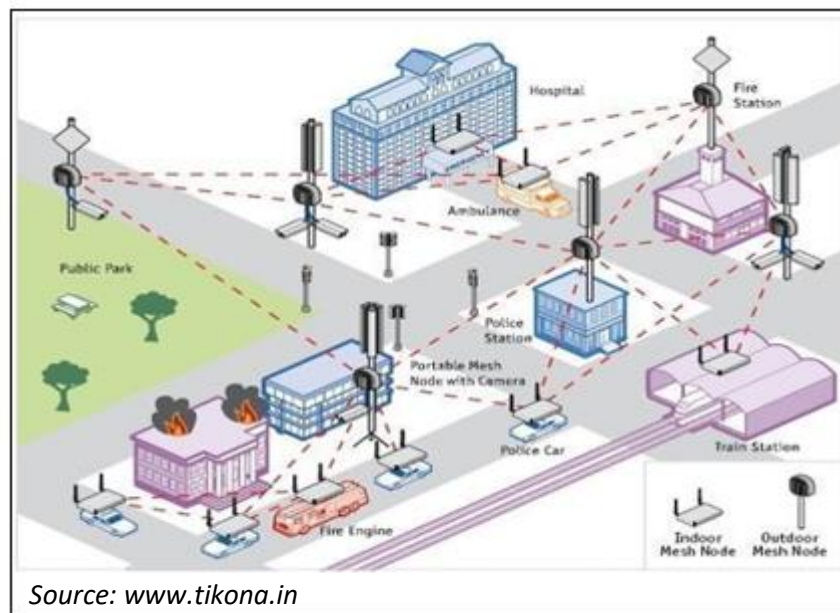 Hospital
Fire
Station
Ambulance
Public Park
Police
Station
Portable Mesh
Node with Camera
Police Car
Train Station
Fire Engine
Indoor
Mesh Node
Outdoor
Mesh Node
Source: www.tikona.in